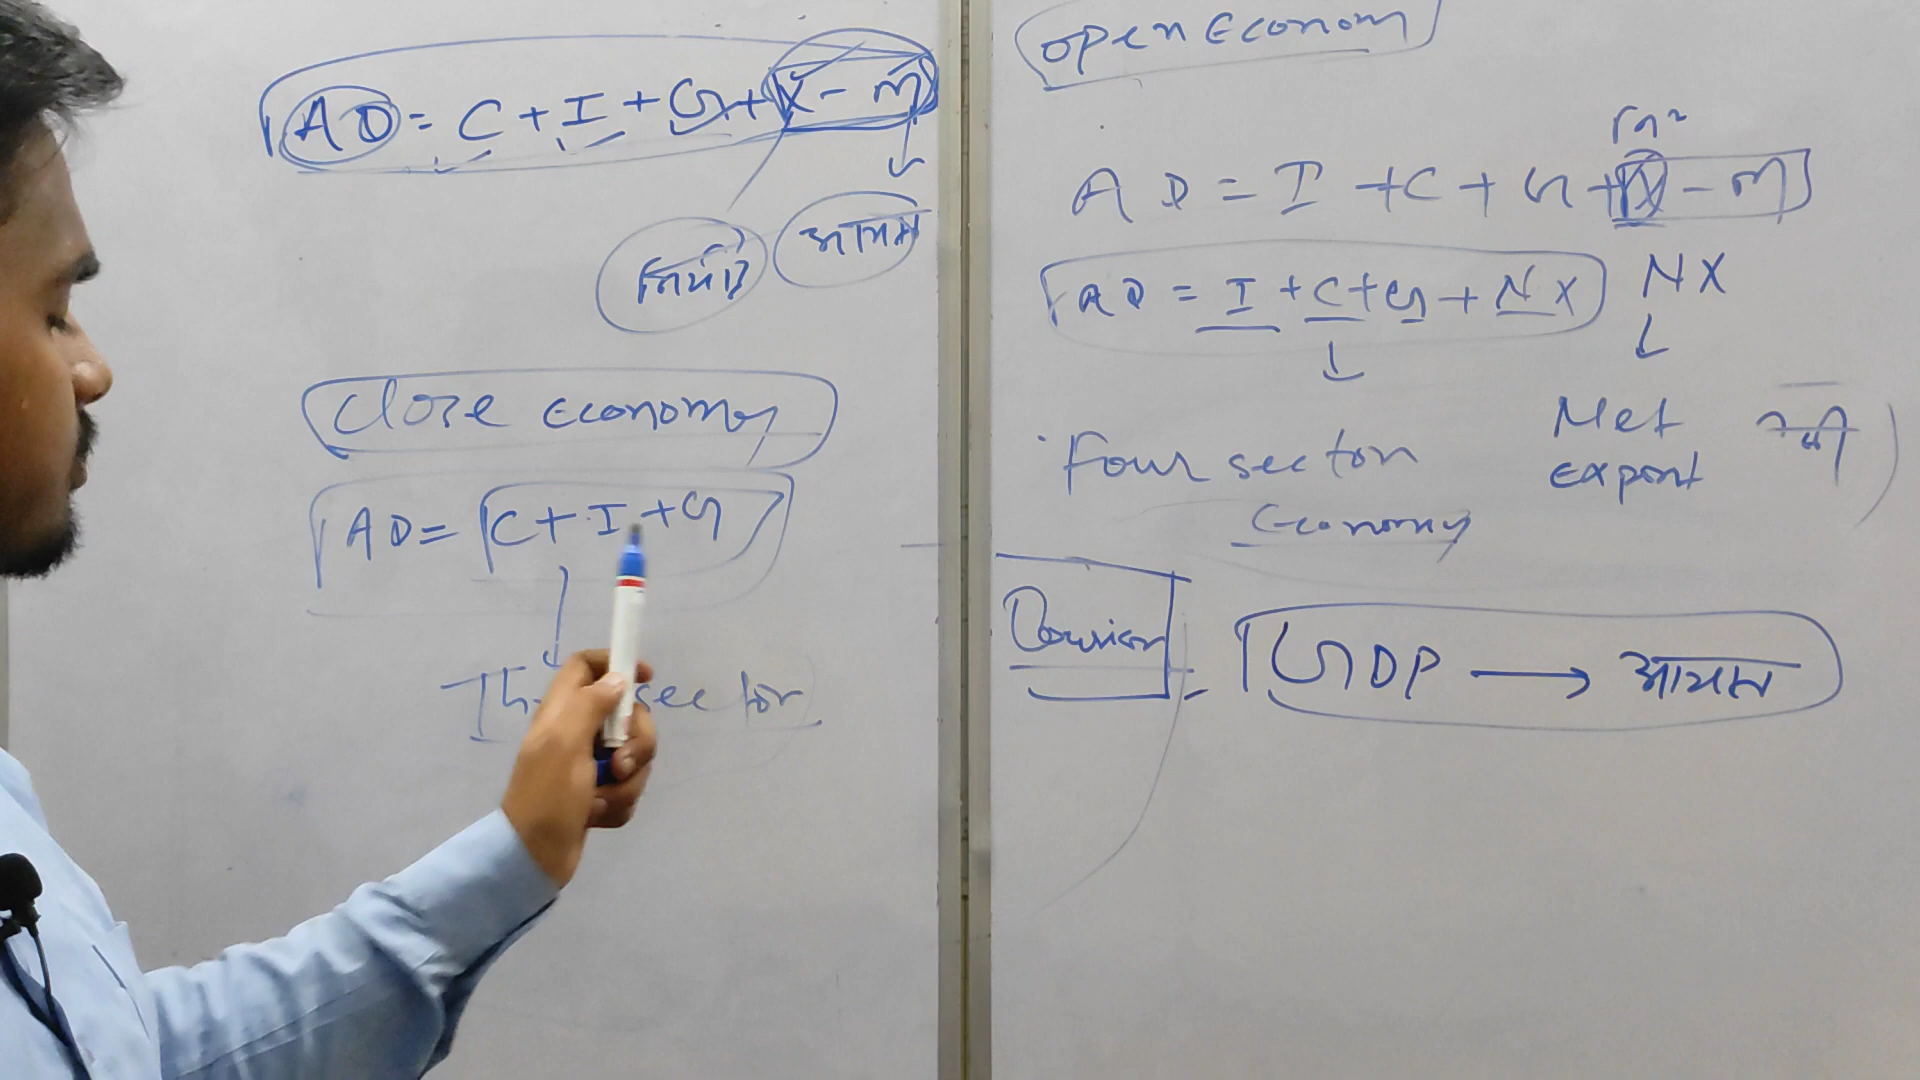 AD = C + I + G + X - M
निर्यात
आयात
Close Economy
AD = C + I + G
sector
open Econom
AD = I + C + G + X - M
AD = I + C + G + NX
NX
Net
export
Four sector
Economy
GDP → आयात